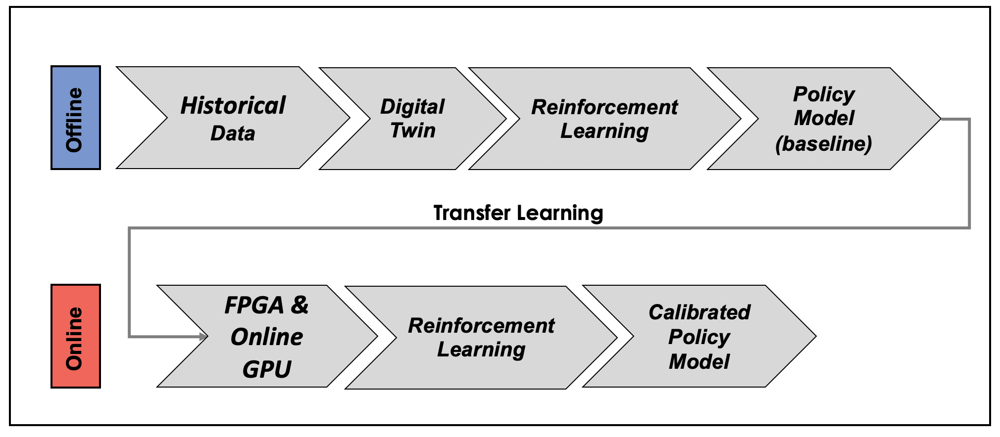 Offline
Historical
Data
Digital
Twin
Reinforcement
Learning
Policy
Model
(baseline)
Transfer Learning
Online
FPGA &
Online
GPU
Reinforcement
Learning
Calibrated
Policy
Model